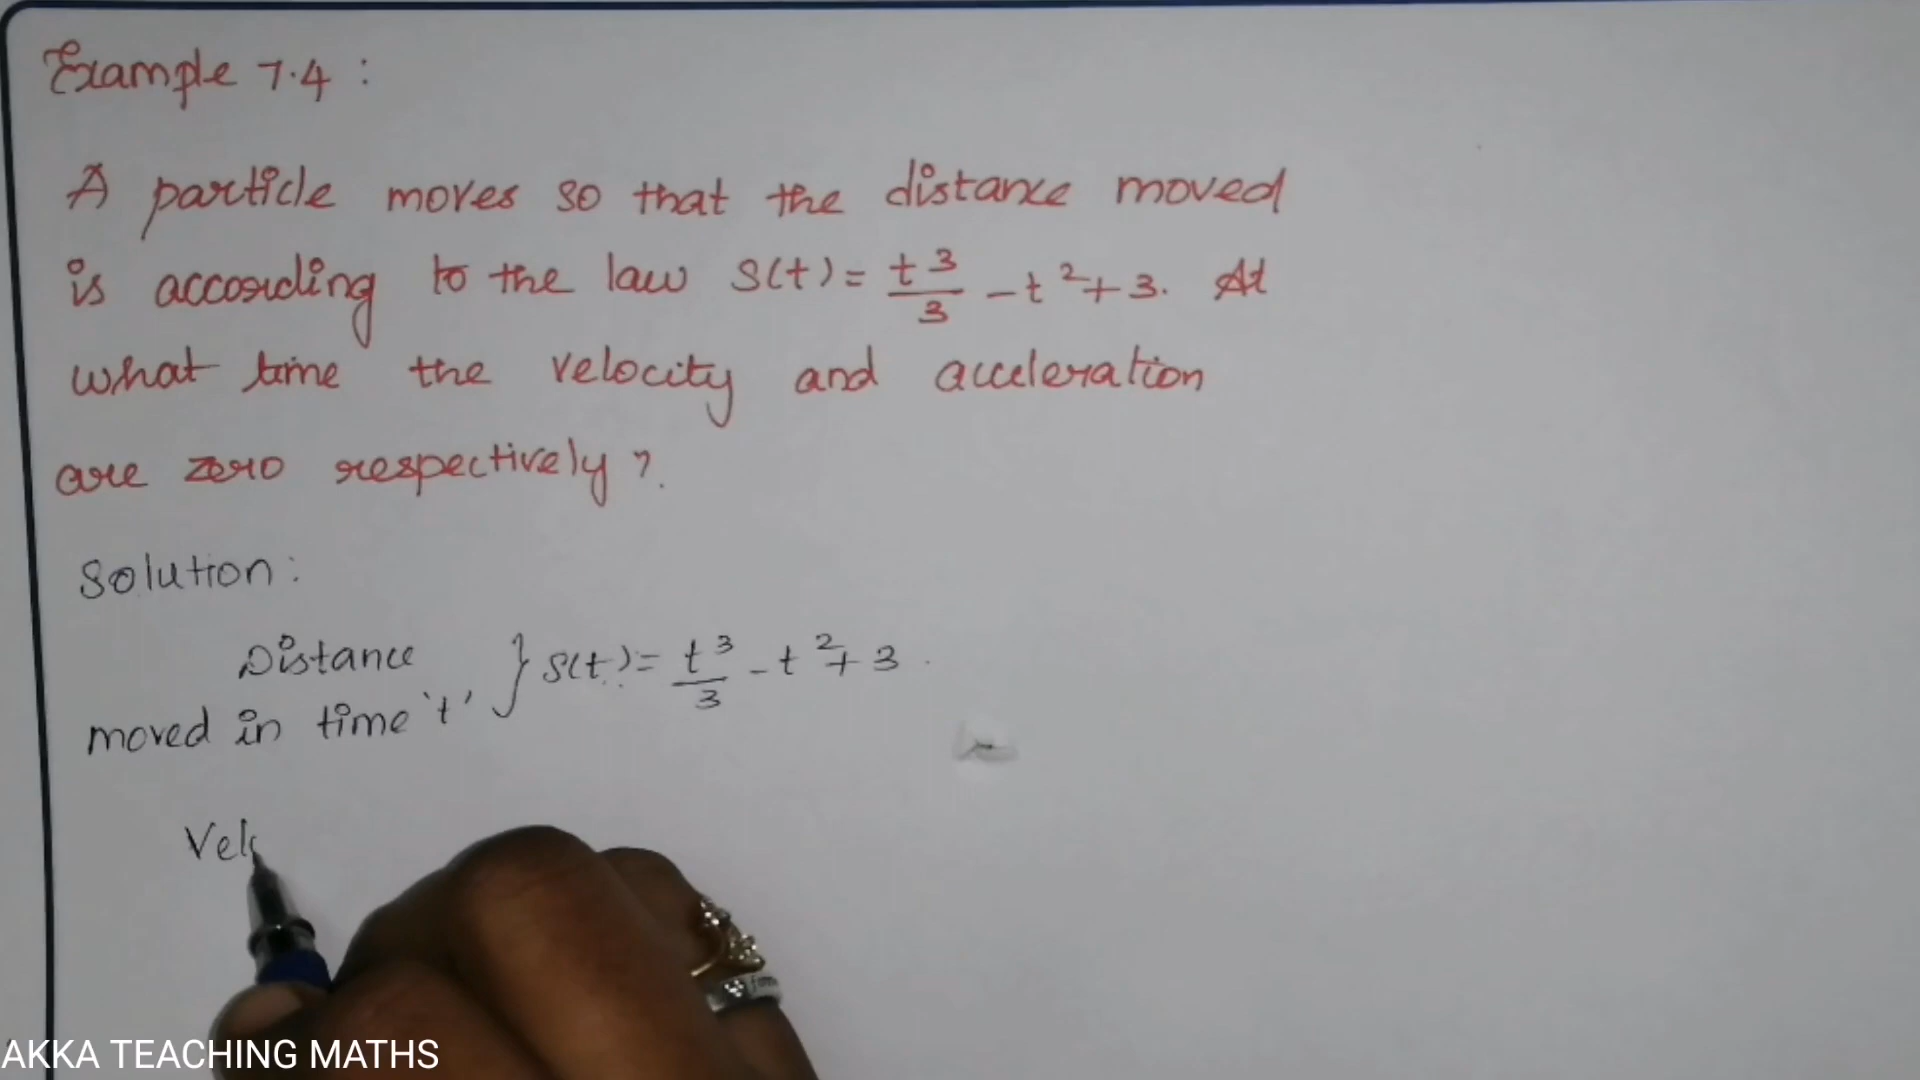 Example 7.4 :
A particle moves so that the distance moved
is according to the law S(t) = t³/3 - t² + 3. At
what time the velocity and acceleration
are zero respectively?.
Solution:
Distance
moved in time 't' } S(t) = t³/3 - t² + 3.
Vel
AKKA TEACHING MATHS